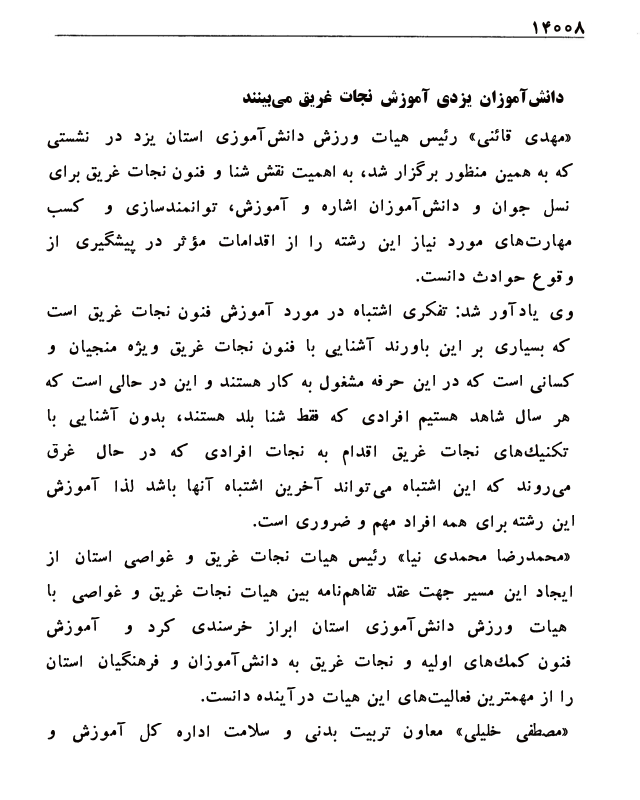 ۱۴۰۰۸
دانش‌آموزان یزدی آموزش نجات غریق می‌بینند
«مهدی قائنی» رئیس هیات ورزش دانش‌آموزی استان یزد در نشستی
که به همین منظور برگزار شد، به اهمیت نقش شنا و فنون نجات غریق برای
نسل جوان و دانش‌آموزان اشاره و آموزش، توانمندسازی و کسب
مهارت‌های مورد نیاز این رشته را از اقدامات مؤثر در پیشگیری از
وقوع حوادث دانست.
وی یادآور شد: تفکری اشتباه در مورد آموزش فنون نجات غریق است
که بسیاری بر این باورند آشنایی با فنون نجات غریق ویژه منجیان و
کسانی است که در این حرفه مشغول به کار هستند و این در حالی است که
هر سال شاهد هستیم افرادی که فقط شنا بلد هستند، بدون آشنایی با
تکنیك‌های نجات غریق اقدام به نجات افرادی که در حال غرق
می‌روند که این اشتباه می‌تواند آخرین اشتباه آنها باشد لذا آموزش
این رشته برای همه افراد مهم و ضروری است.
«محمدرضا محمدی نیا» رئیس هیات نجات غریق و غواصی استان از
ایجاد این مسیر جهت عقد تفاهم‌نامه بین هیات نجات غریق و غواصی با
هیات ورزش دانش‌آموزی استان ابراز خرسندی کرد و آموزش
فنون کمك‌های اولیه و نجات غریق به دانش‌آموزان و فرهنگیان استان
را از مهمترین فعالیت‌های این هیات درآینده دانست.
«مصطفی خلیلی» معاون تربیت بدنی و سلامت اداره کل آموزش و